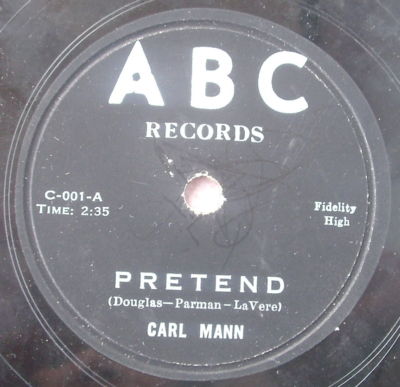 ABC
RECORDS
C-001-A
TIME: 2:35
Fidelity
High
PRETEND
(Douglas—Parman-LaVere)
CARL MANN